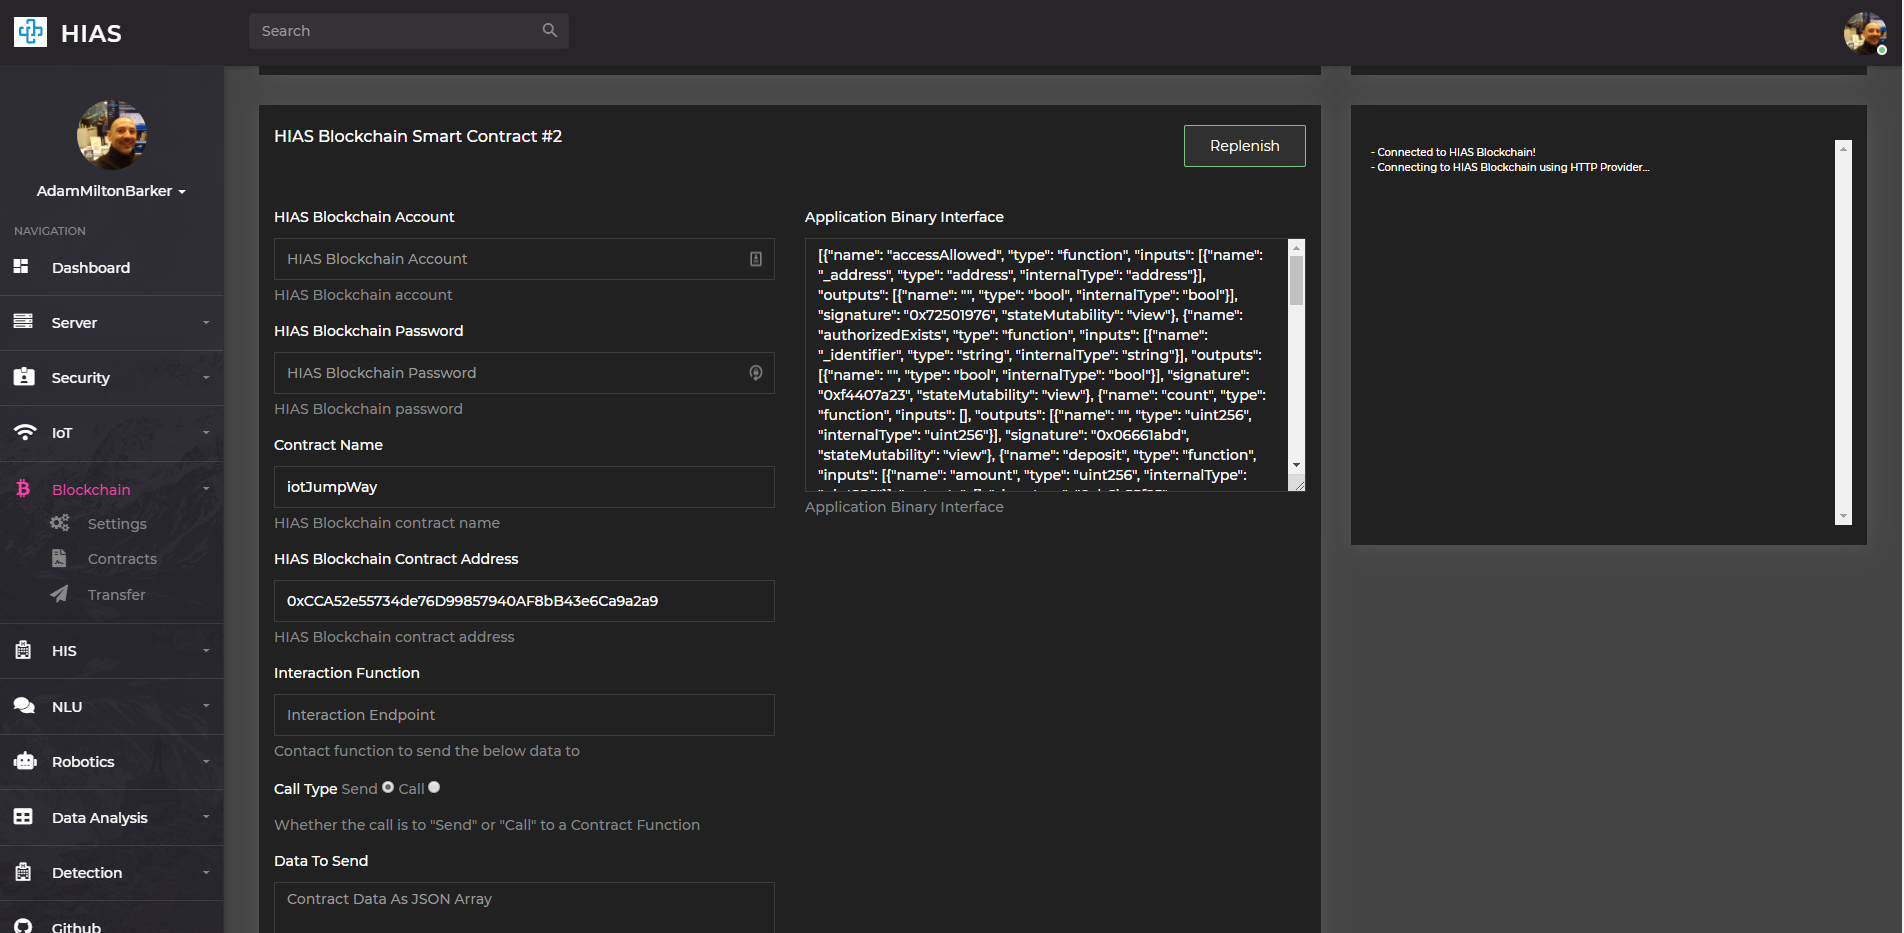 HIAS
Search
AdamMiltonBarker
NAVIGATION
Dashboard
Server
Security
IoT
Blockchain
Settings
Contracts
Transfer
HIS
NLU
Robotics
Data Analysis
Detection
Github
HIAS Blockchain Smart Contract #2
Replenish
HIAS Blockchain Account
HIAS Blockchain Account
HIAS Blockchain account
HIAS Blockchain Password
HIAS Blockchain Password
HIAS Blockchain password
Contract Name
iotJumpWay
HIAS Blockchain contract name
HIAS Blockchain Contract Address
0xCCA52e55734de76D99857940AF8bB43e6Ca9a2a9
HIAS Blockchain contract address
Interaction Function
Interaction Endpoint
Contact function to send the below data to
Call Type Send Call
Whether the call is to "Send" or "Call" to a Contract Function
Data To Send
Contract Data As JSON Array
Application Binary Interface
[{"name": "accessAllowed", "type": "function", "inputs": [{"name":
"_address", "type": "address", "internalType": "address"}],
"outputs": [{"name": "", "type": "bool", "internalType": "bool"}],
"signature": "0x72501976", "stateMutability": "view"}, {"name":
"authorizedExists", "type": "function", "inputs": [{"name":
"_identifier", "type": "string", "internalType": "string"}], "outputs":
[{"name": "", "type": "bool", "internalType": "bool"}], "signature":
"0xf4407a23", "stateMutability": "view"}, {"name": "count", "type":
"function", "inputs": [], "outputs": [{"name": "", "type": "uint256",
"internalType": "uint256"}], "signature": "0x06661abd",
"stateMutability": "view"}, {"name": "deposit", "type": "function",
"inputs": [{"name": "amount", "type": "uint256", "internalType":
Application Binary Interface
- Connected to HIAS Blockchain!
- Connecting to HIAS Blockchain using HTTP Provider...